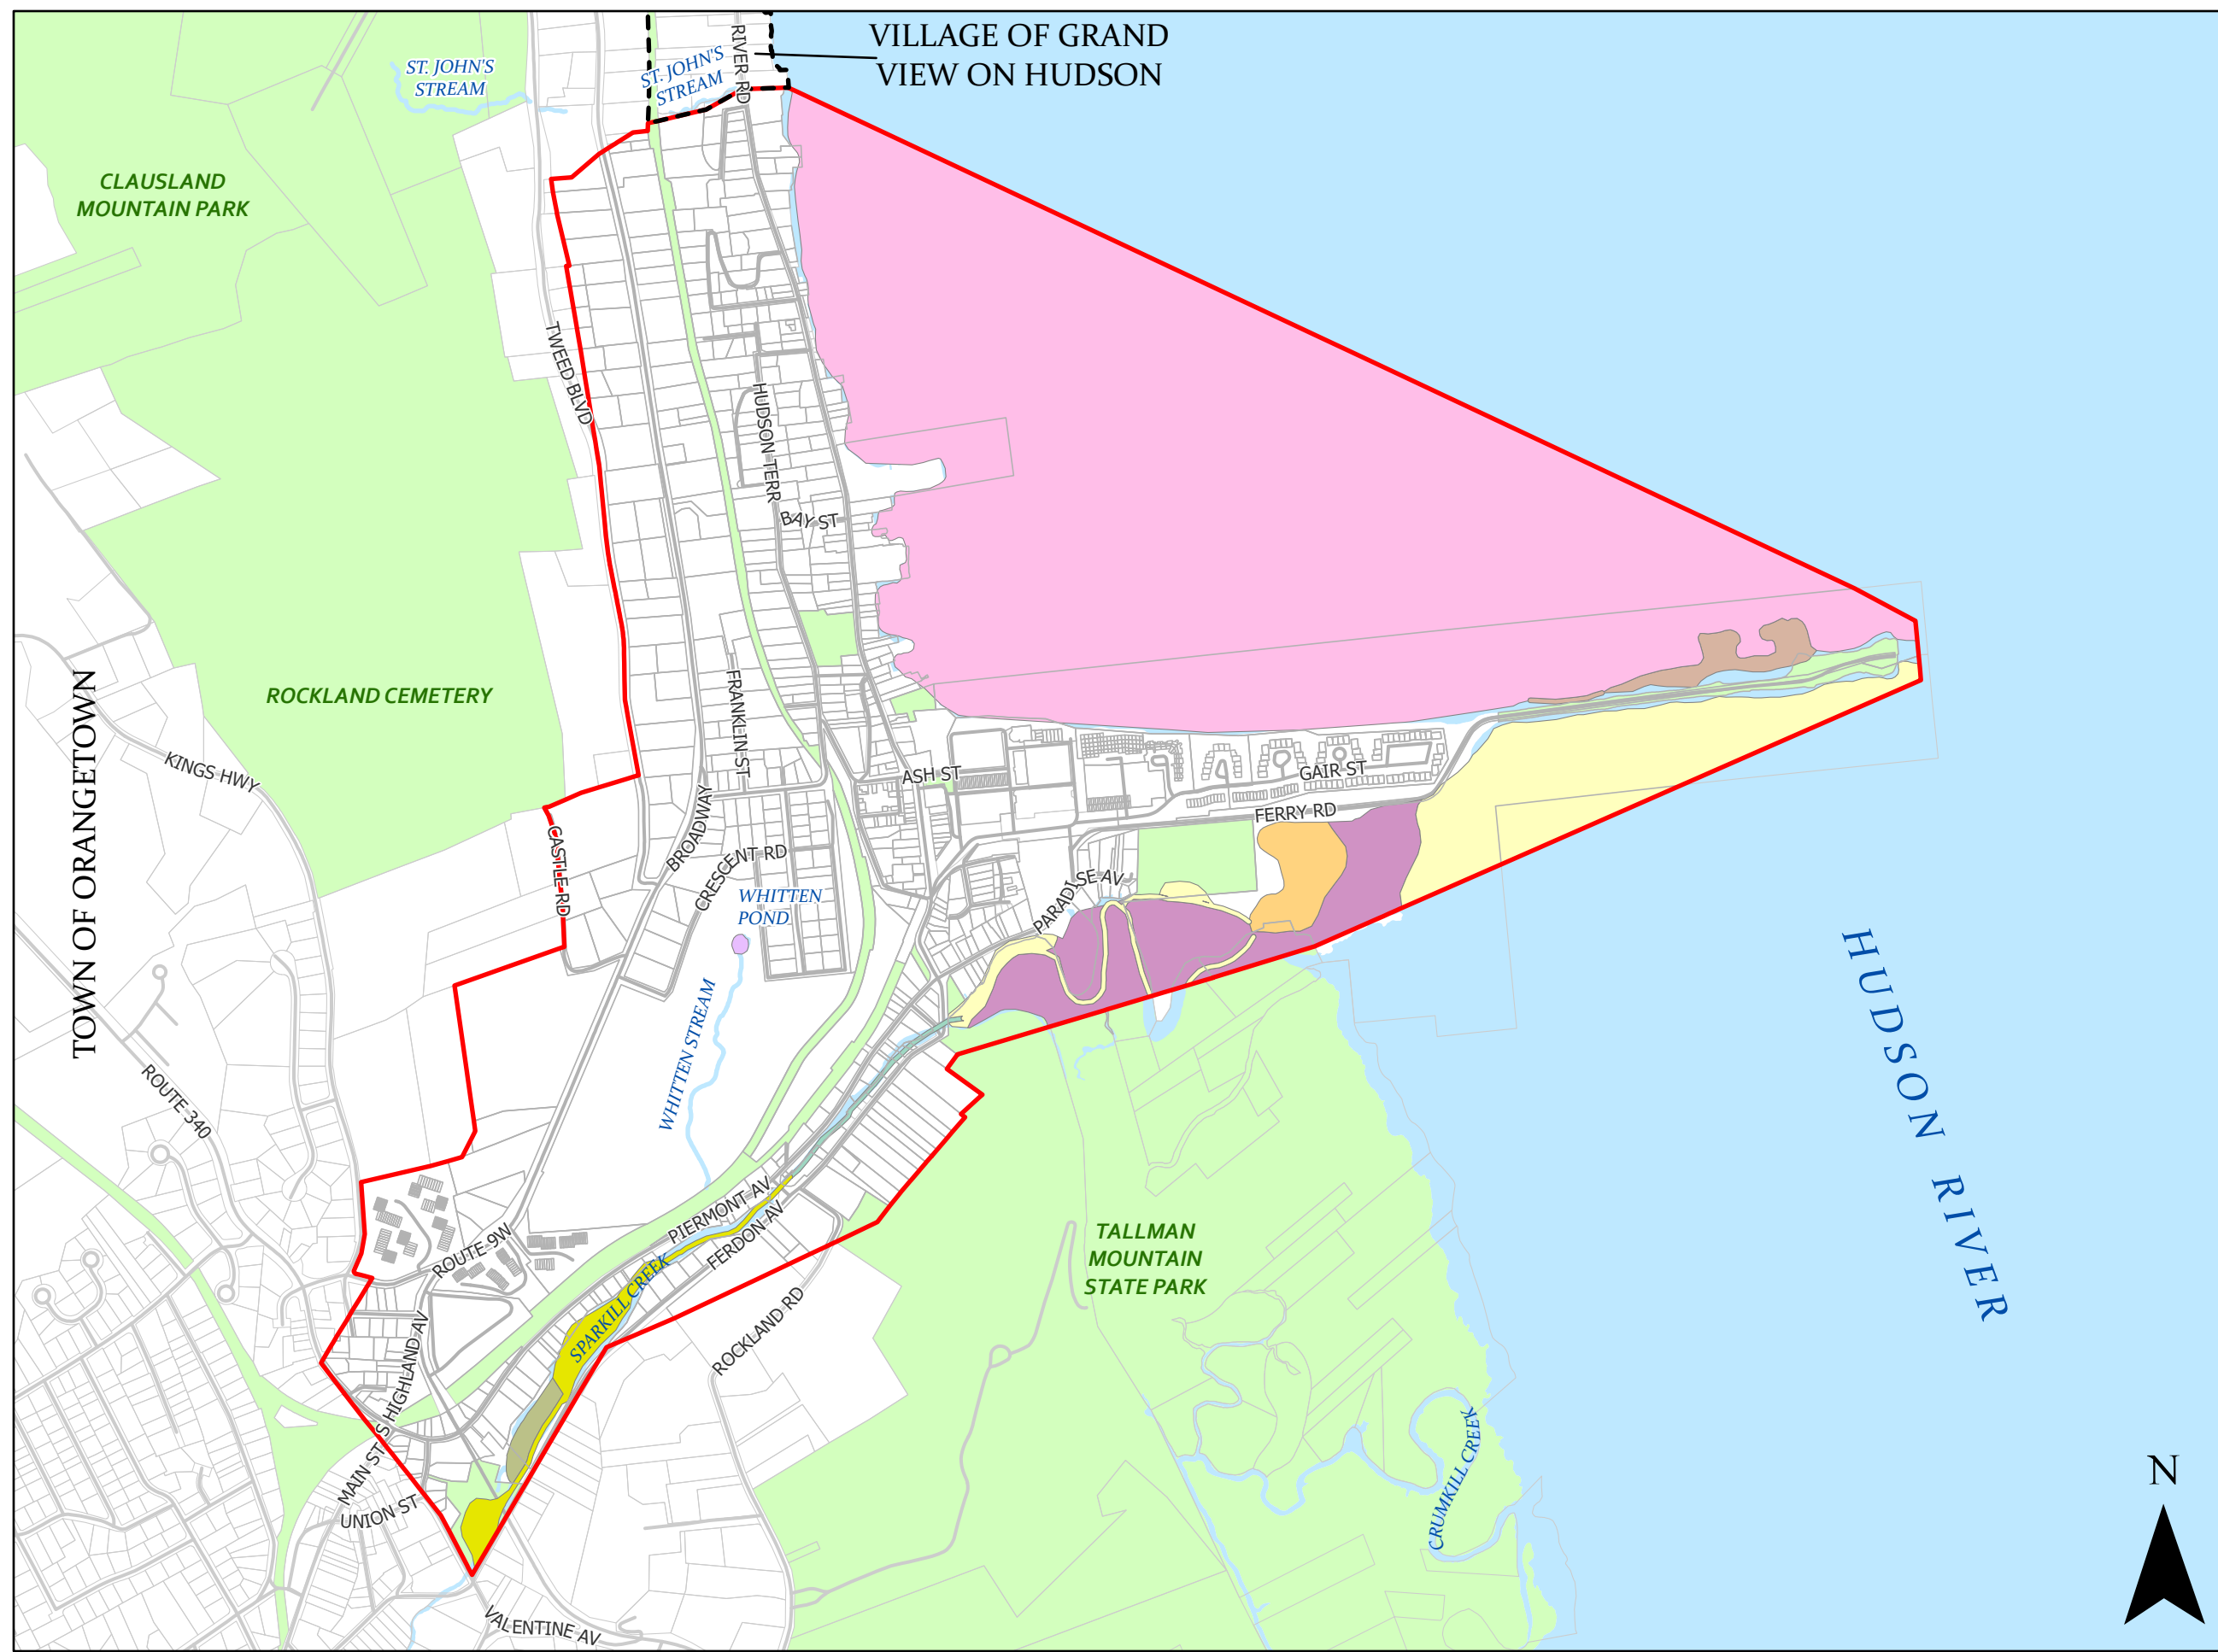 VILLAGE OF GRAND
VIEW ON HUDSON
ST. JOHN'S
STREAM
ST. JOHN'S
STREAM
RIVER RD
CLAUSLAND
MOUNTAIN PARK
TWEED BLVD
HUDSON TERR
BAY ST
TOWN OF ORANGETOWN
ROCKLAND CEMETERY
FRANKLIN ST
KINGS HWY
ASH ST
GAIR ST
FERRY RD
CASTLE RD
BROADWAY
CRESCENT RD
PARADISE AV
WHITTEN
POND
WHITTEN STREAM
HUDSON RIVER
ROUTE 340
PIERMONT AV
FERDON AV
ROUTE 9W
TALLMAN
MOUNTAIN
STATE PARK
SPARKILL CREEK
ROCKLAND RD
S HIGHLAND AV
MAIN ST
UNION ST
CRUMKILL CREEK
N
VALENTINE AV